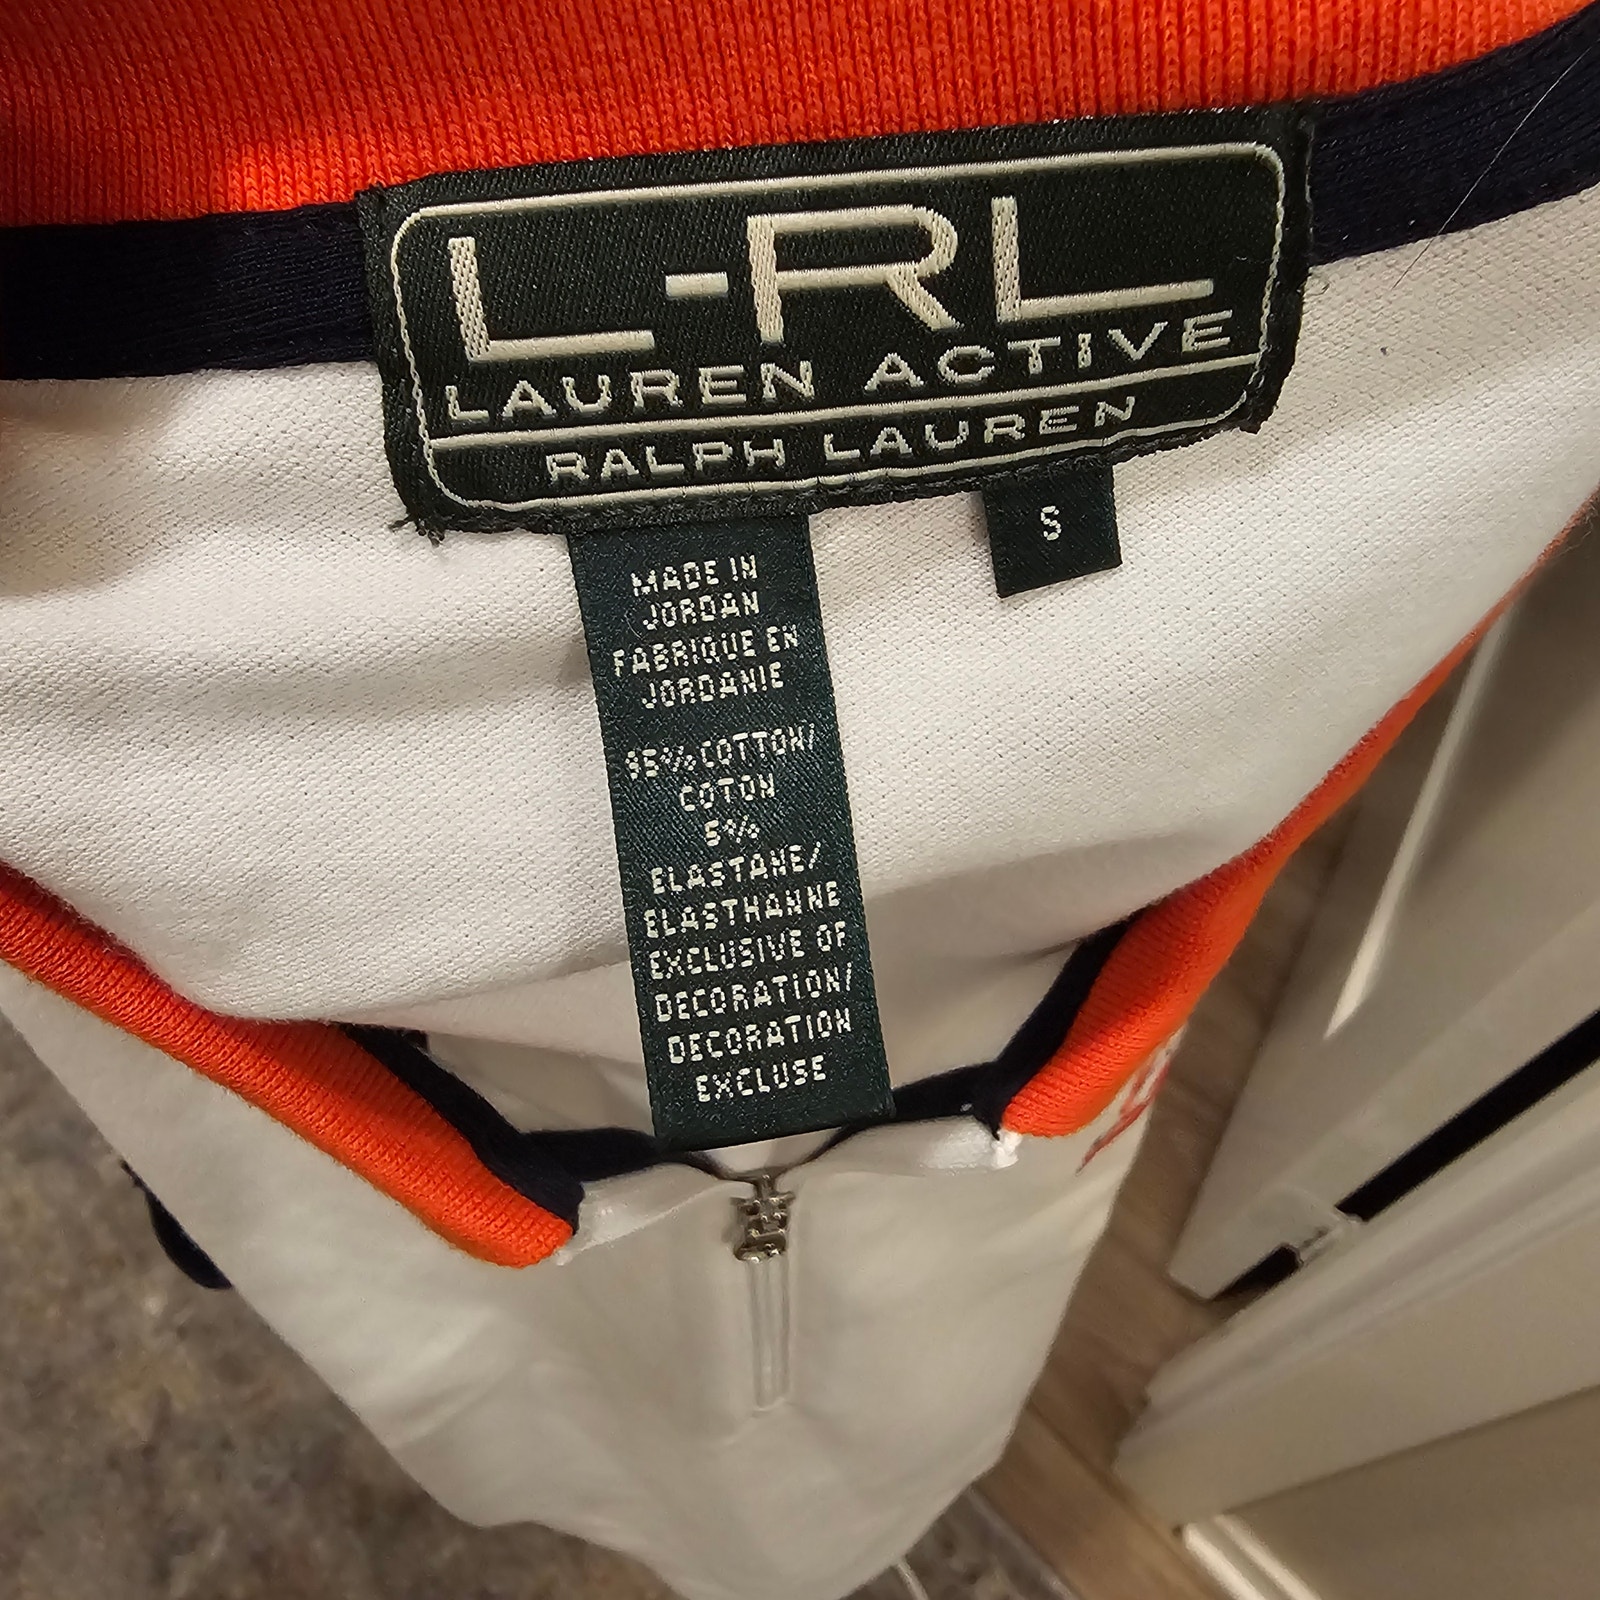 L-RL
LAUREN ACTIVE
RALPH LAUREN
S
MADE IN
JORDAN
FABRIQUE EN
JORDANIE
95% COTTON/
COTON
5%
ELASTANE/
ELASTHANNE
EXCLUSIVE OF
DECORATION/
DECORATION
EXCLUSE